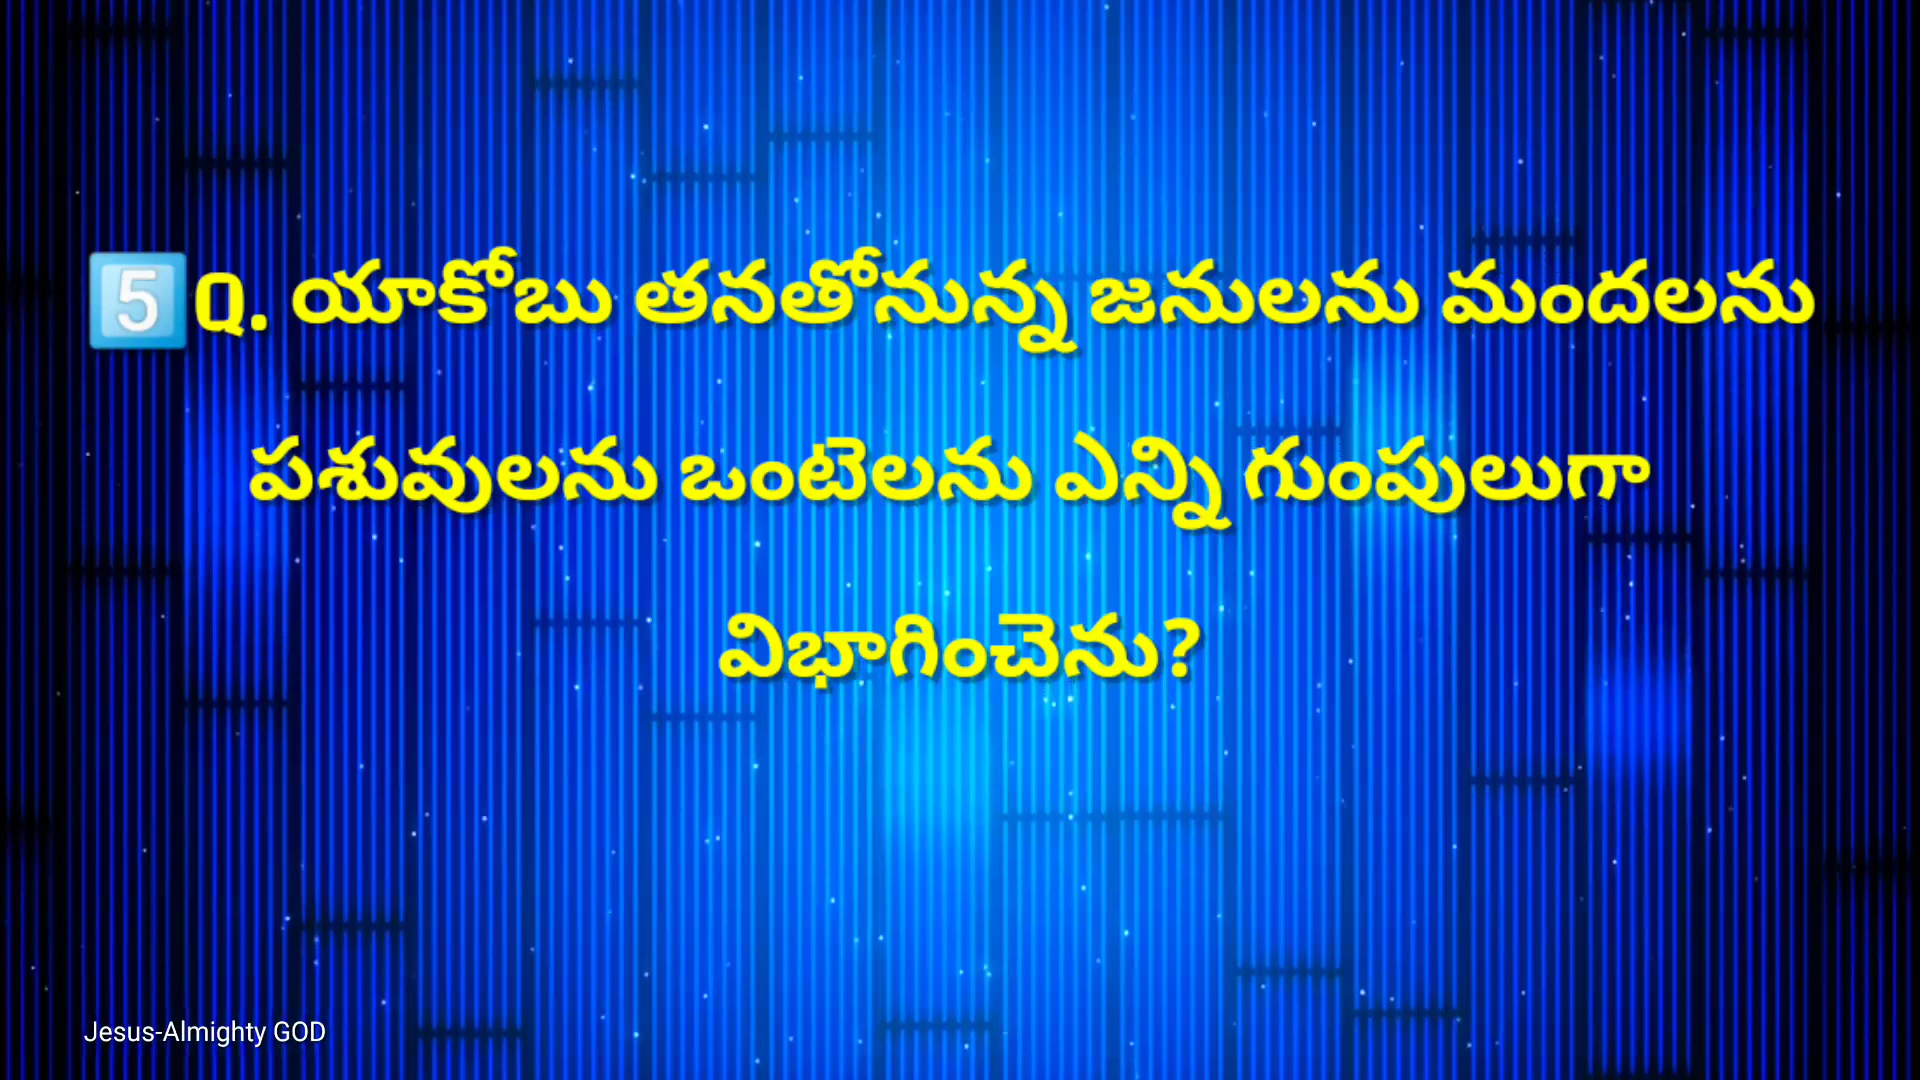 5️⃣Q. యాకోబు తనతోనున్న జనులను మందలను
పశువులను ఒంటెలను ఎన్ని గుంపులుగా
విభాగించెను?
Jesus-Almighty GOD